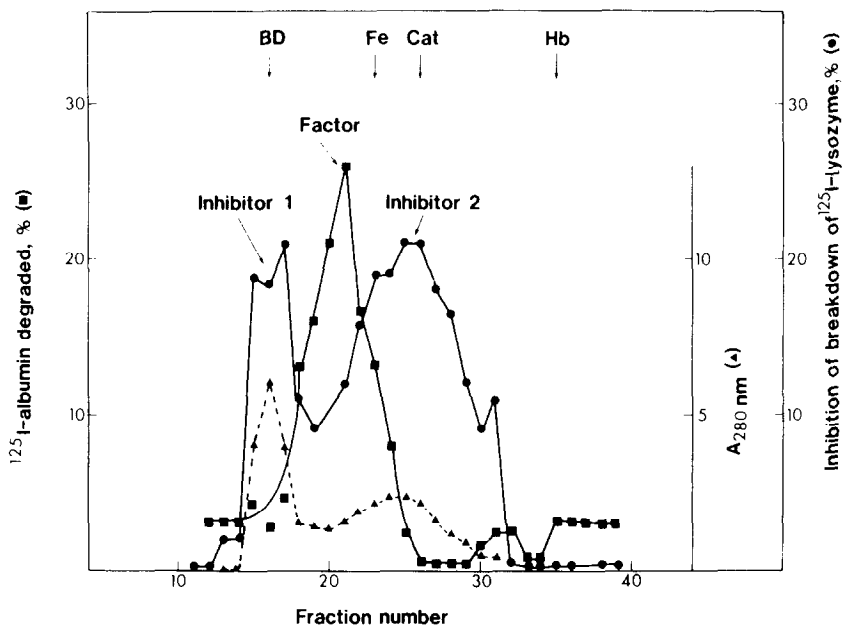 BD Fe Cat Hb
30 30
Factor
Inhibitor 1 Inhibitor 2
20 10 20
10 5 10
10 20 30 40
Fraction number
¹²⁵I-albumin degraded, % (■)
A₂₈₀ nm (▲)
Inhibition of breakdown of ¹²⁵I-lysozyme, % (●)